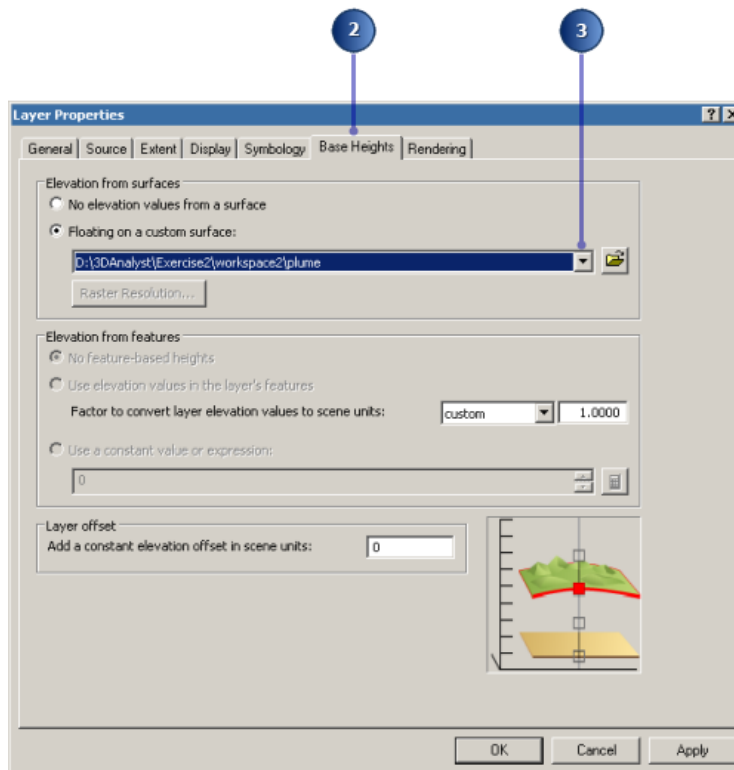 2 3
Layer Properties
General Source Extent Display Symbology Base Heights Rendering
Elevation from surfaces
No elevation values from a surface
Floating on a custom surface:
D:\3DAnalyst\Exercise2\workspace2\plume
Raster Resolution...
Elevation from features
No feature-based heights
Use elevation values in the layer's features
Factor to convert layer elevation values to scene units: custom 1.0000
Use a constant value or expression:
0
Layer offset
Add a constant elevation offset in scene units: 0
OK Cancel Apply